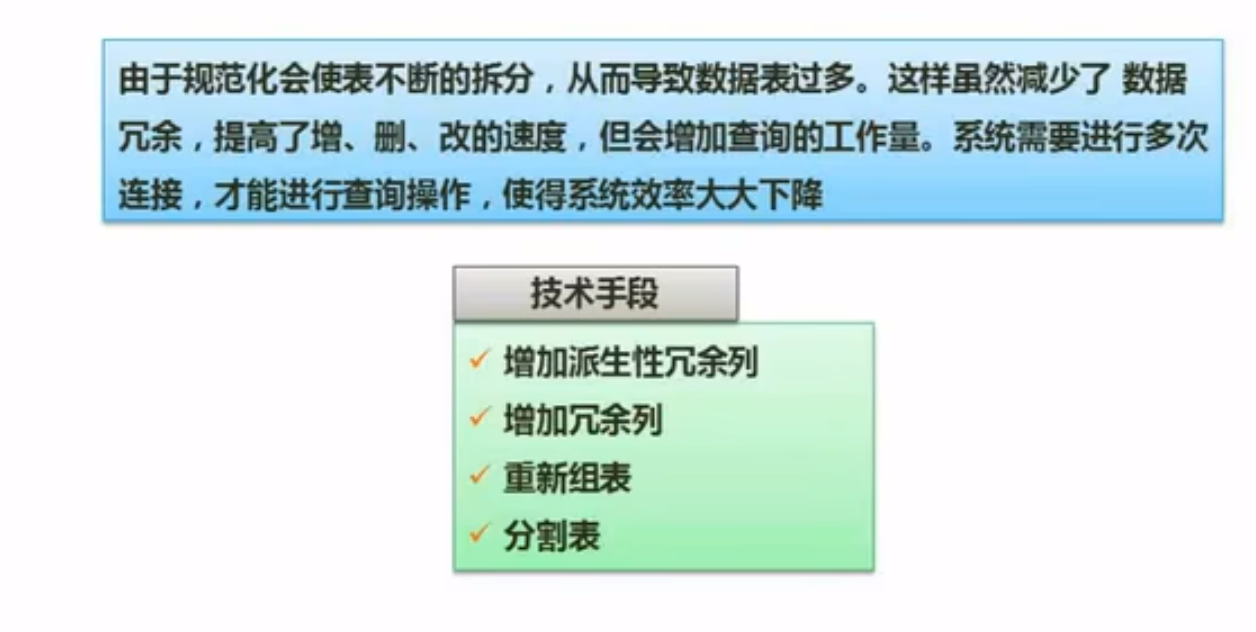 由于规范化会使表不断的拆分，从而导致数据表过多。这样虽然减少了 数据
冗余，提高了增、删、改的速度，但会增加查询的工作量。系统需要进行多次
连接，才能进行查询操作，使得系统效率大大下降
技术手段
✓ 增加派生性冗余列
✓ 增加冗余列
✓ 重新组表
✓ 分割表